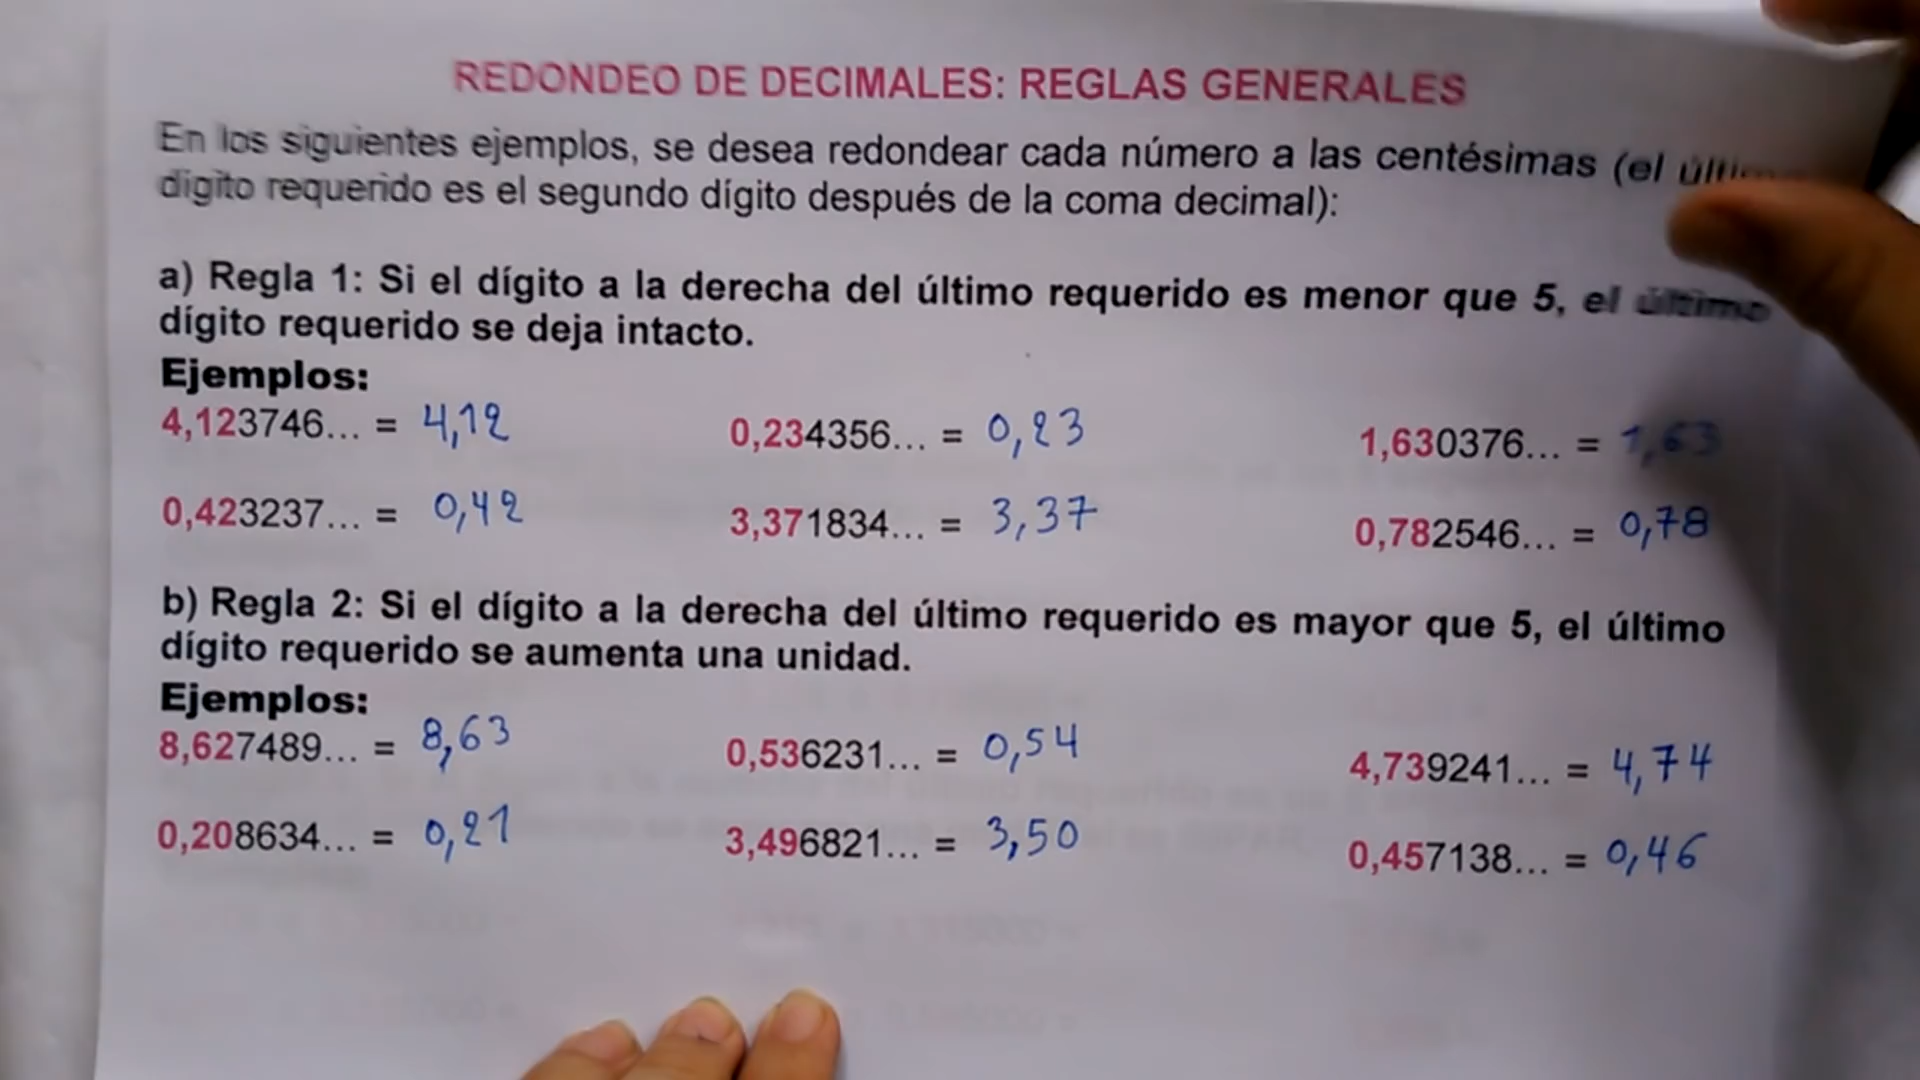 REDONDEO DE DECIMALES: REGLAS GENERALES
En los siguientes ejemplos, se desea redondear cada número a las centésimas (el último
dígito requerido es el segundo dígito después de la coma decimal):
a) Regla 1: Si el dígito a la derecha del último requerido es menor que 5, el último
dígito requerido se deja intacto.
Ejemplos:
4,123746... = 4,12 0,234356... = 0,23 1,630376... = 1,63
0,423237... = 0,42 3,371834... = 3,37 0,782546... = 0,78
b) Regla 2: Si el dígito a la derecha del último requerido es mayor que 5, el último
dígito requerido se aumenta una unidad.
Ejemplos:
8,627489... = 8,63 0,536231... = 0,54 4,739241... = 4,74
0,208634... = 0,21 3,496821... = 3,50 0,457138... = 0,46